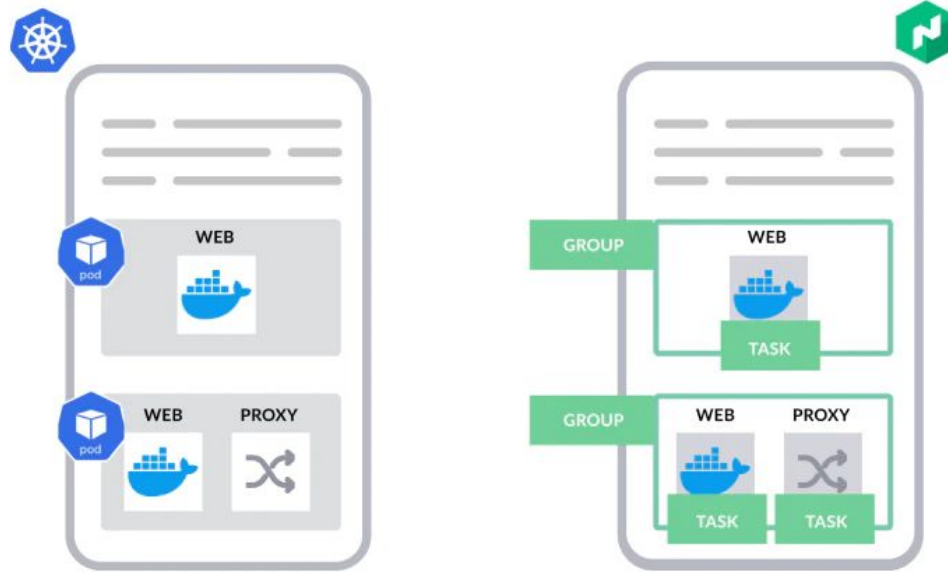 WEB
pod
WEB PROXY
pod
GROUP
WEB
TASK
GROUP
WEB PROXY
TASK TASK